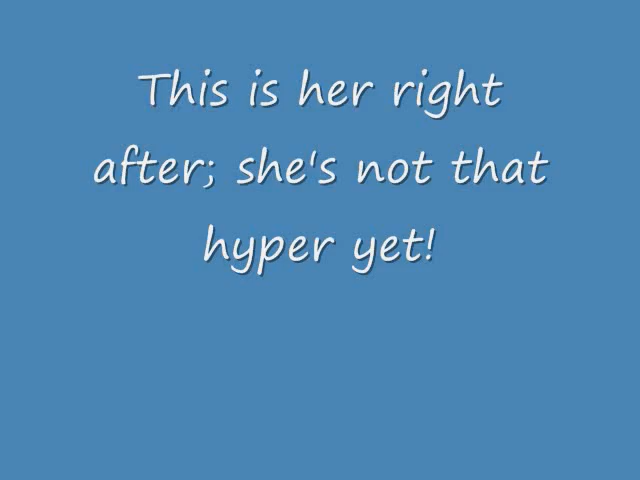 This is her right
after; she's not that
hyper yet!